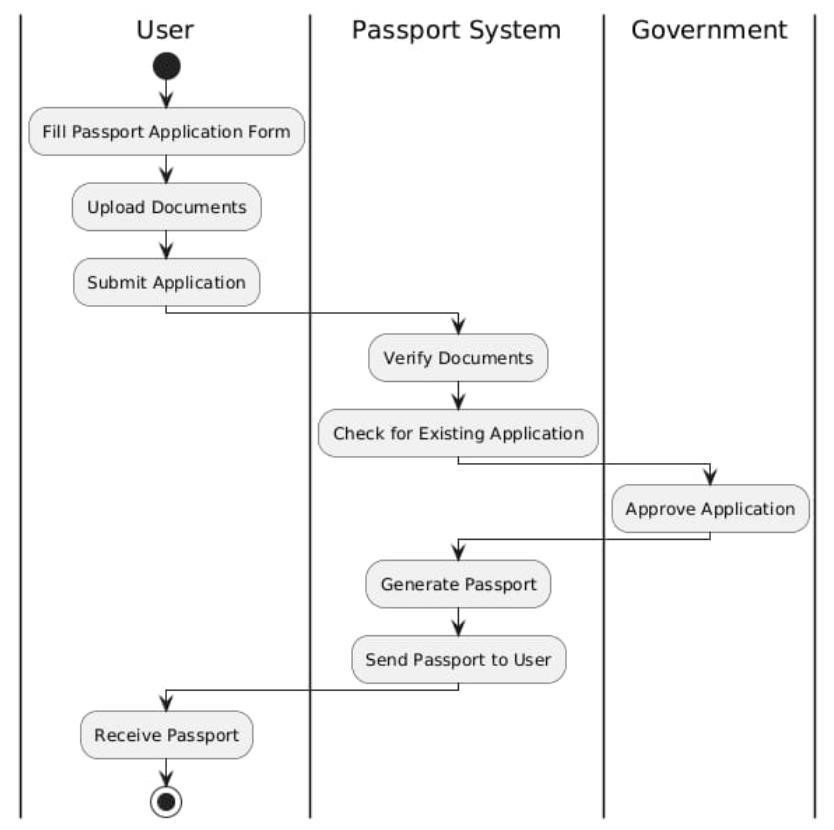 User
Passport System
Government
Fill Passport Application Form
Upload Documents
Submit Application
Verify Documents
Check for Existing Application
Approve Application
Generate Passport
Send Passport to User
Receive Passport